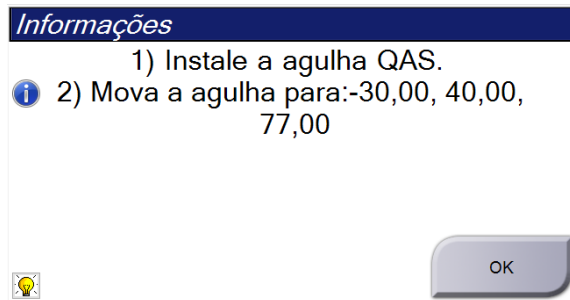 Informações
1) Instale a agulha QAS.
2) Mova a agulha para:-30,00, 40,00,
77,00
OK